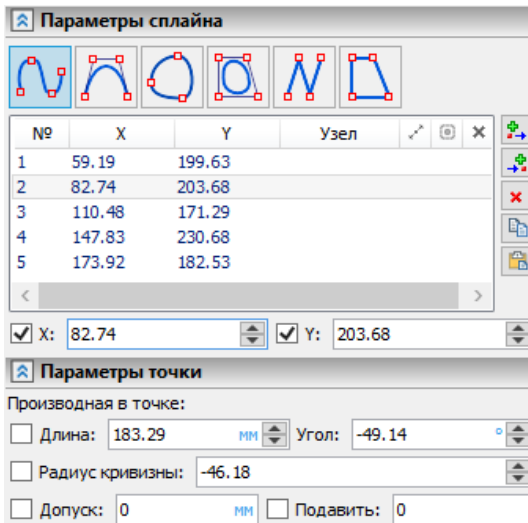 Параметры сплайна
№ X Y Узел
1 59.19 199.63
2 82.74 203.68
3 110.48 171.29
4 147.83 230.68
5 173.92 182.53
X: 82.74 Y: 203.68
Параметры точки
Производная в точке:
Длина: 183.29 мм Угол: -49.14 °
Радиус кривизны: -46.18
Допуск: 0 мм Подавить: 0